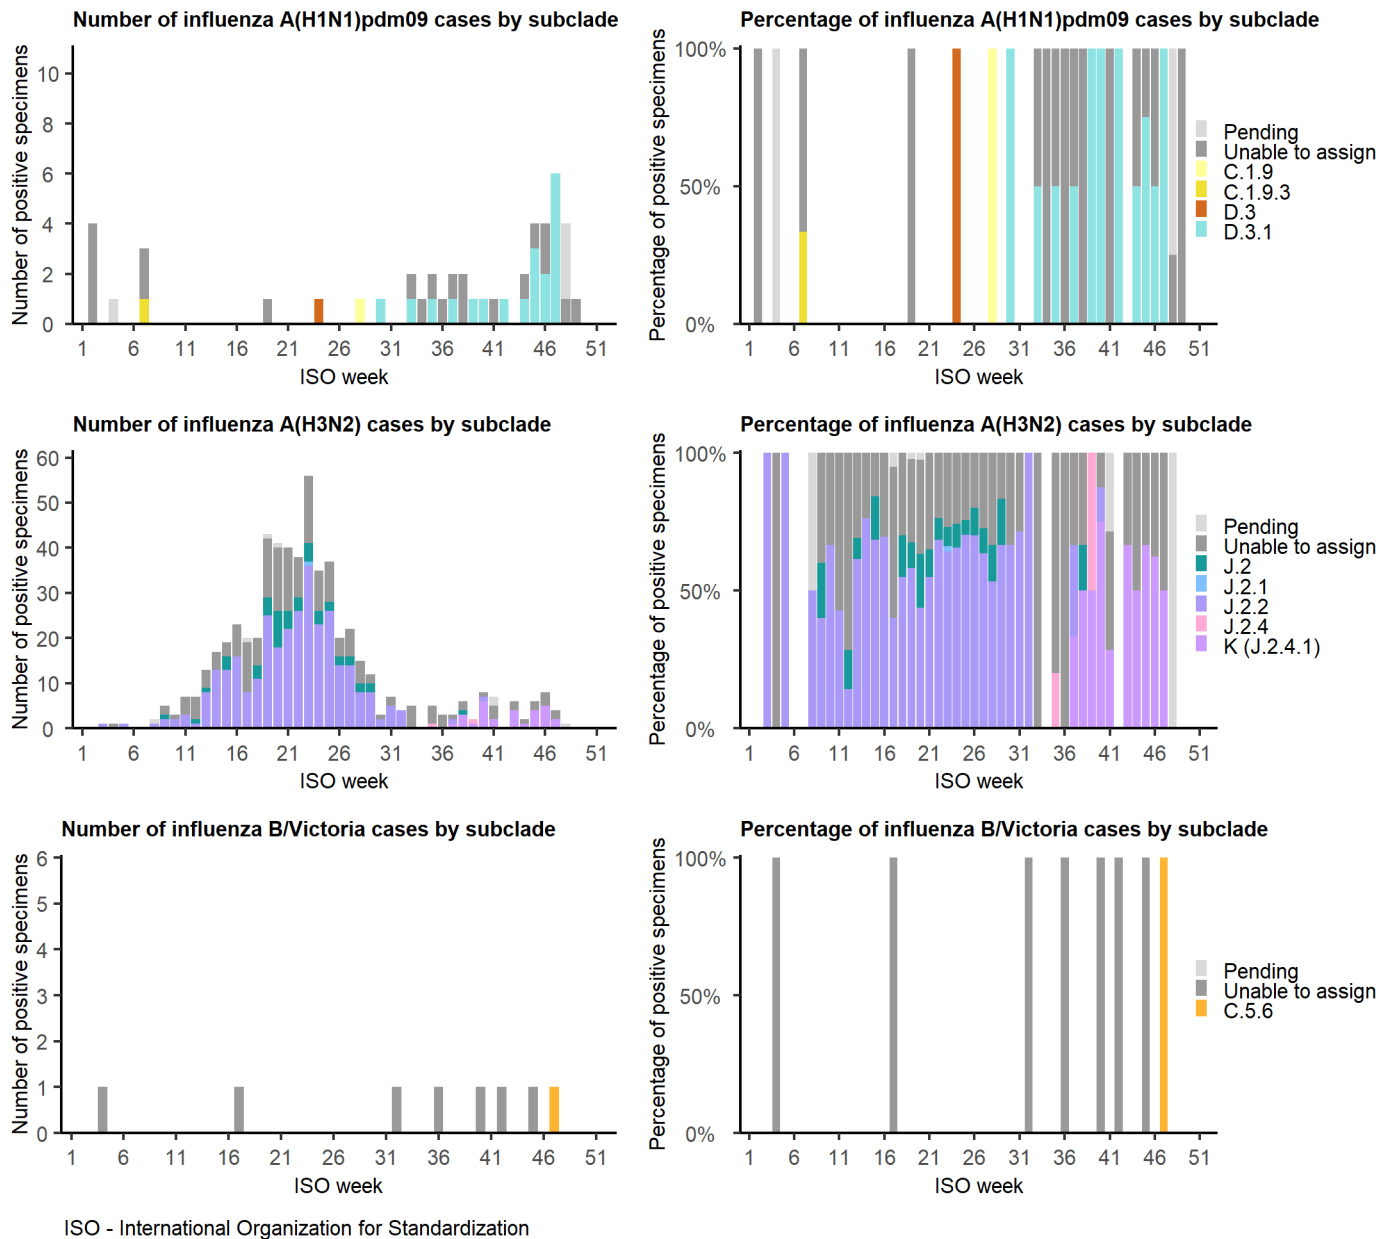 Number of influenza A(H1N1)pdm09 cases by subclade
Number of positive specimens
10
8
6
4
2
0
1 6 11 16 21 26 31 36 41 46 51
ISO week
Percentage of influenza A(H1N1)pdm09 cases by subclade
Percentage of positive specimens
100%
50%
0%
1 6 11 16 21 26 31 36 41 46 51
ISO week
Pending
Unable to assign
C.1.9
C.1.9.3
D.3
D.3.1
Number of influenza A(H3N2) cases by subclade
Number of positive specimens
60
50
40
30
20
10
0
1 6 11 16 21 26 31 36 41 46 51
ISO week
Percentage of influenza A(H3N2) cases by subclade
Percentage of positive specimens
100%
50%
0%
1 6 11 16 21 26 31 36 41 46 51
ISO week
Pending
Unable to assign
J.2
J.2.1
J.2.2
J.2.4
K (J.2.4.1)
Number of influenza B/Victoria cases by subclade
Number of positive specimens
6
5
4
3
2
1
0
1 6 11 16 21 26 31 36 41 46 51
ISO week
Percentage of influenza B/Victoria cases by subclade
Percentage of positive specimens
100%
50%
0%
1 6 11 16 21 26 31 36 41 46 51
ISO week
Pending
Unable to assign
C.5.6
ISO - International Organization for Standardization